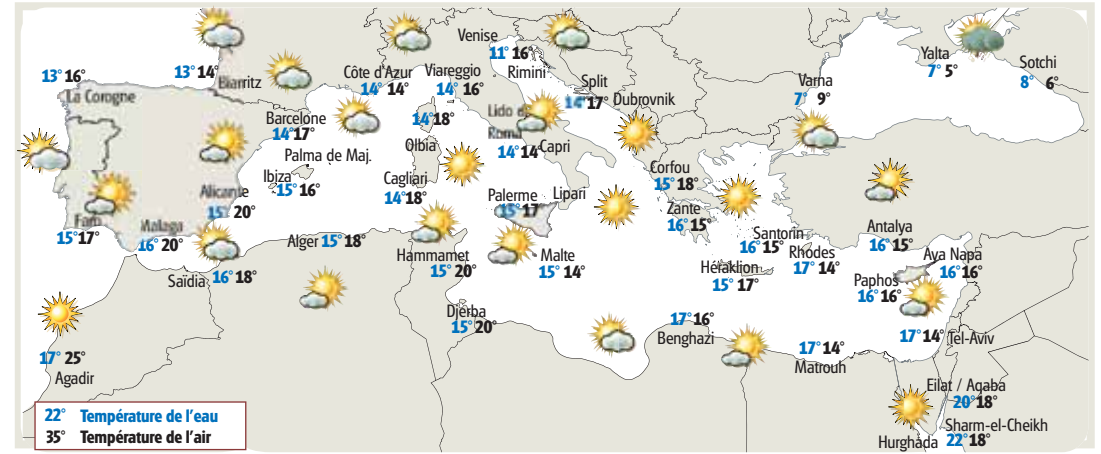 Venise
11° 16°
Rimini
Yalta
7° 5°
Sotchi
8° 6°
13° 16°
La Corogne
13° 14°
Biarritz
Côte d'Azur
14° 14°
Viareggio
14° 16°
Split
14° 17°
Dubrovnik
Varna
7° 9°
Barcelone
14° 17°
14° 18°
Olbia
Lido d
Roma
14° 14°
Capri
Palma de Maj.
Ibiza
15° 16°
Cagliari
14° 18°
Corfou
15° 18°
Alicante
15° 20°
Palerme
15° 17°
Lipari
Zante
16° 15°
Faro
15° 17°
Malaga
16° 20°
Alger 15° 18°
Hammamet
15° 20°
Malte
15° 14°
Santorin
16° 15°
Rhodes
17° 14°
Antalya
16° 15°
Aya Napa
16° 16°
Saïdia
16° 18°
Héraklion
15° 17°
Paphos
16° 16°
Djerba
15° 20°
17° 16°
Benghazi
17° 14°
Matrouh
17° 14°
Tel-Aviv
17° 25°
Agadir
Eilat / Aqaba
20° 18°
Sharm-el-Cheikh
Hurghada
22° 18°
22° Température de l'eau
35° Température de l'air